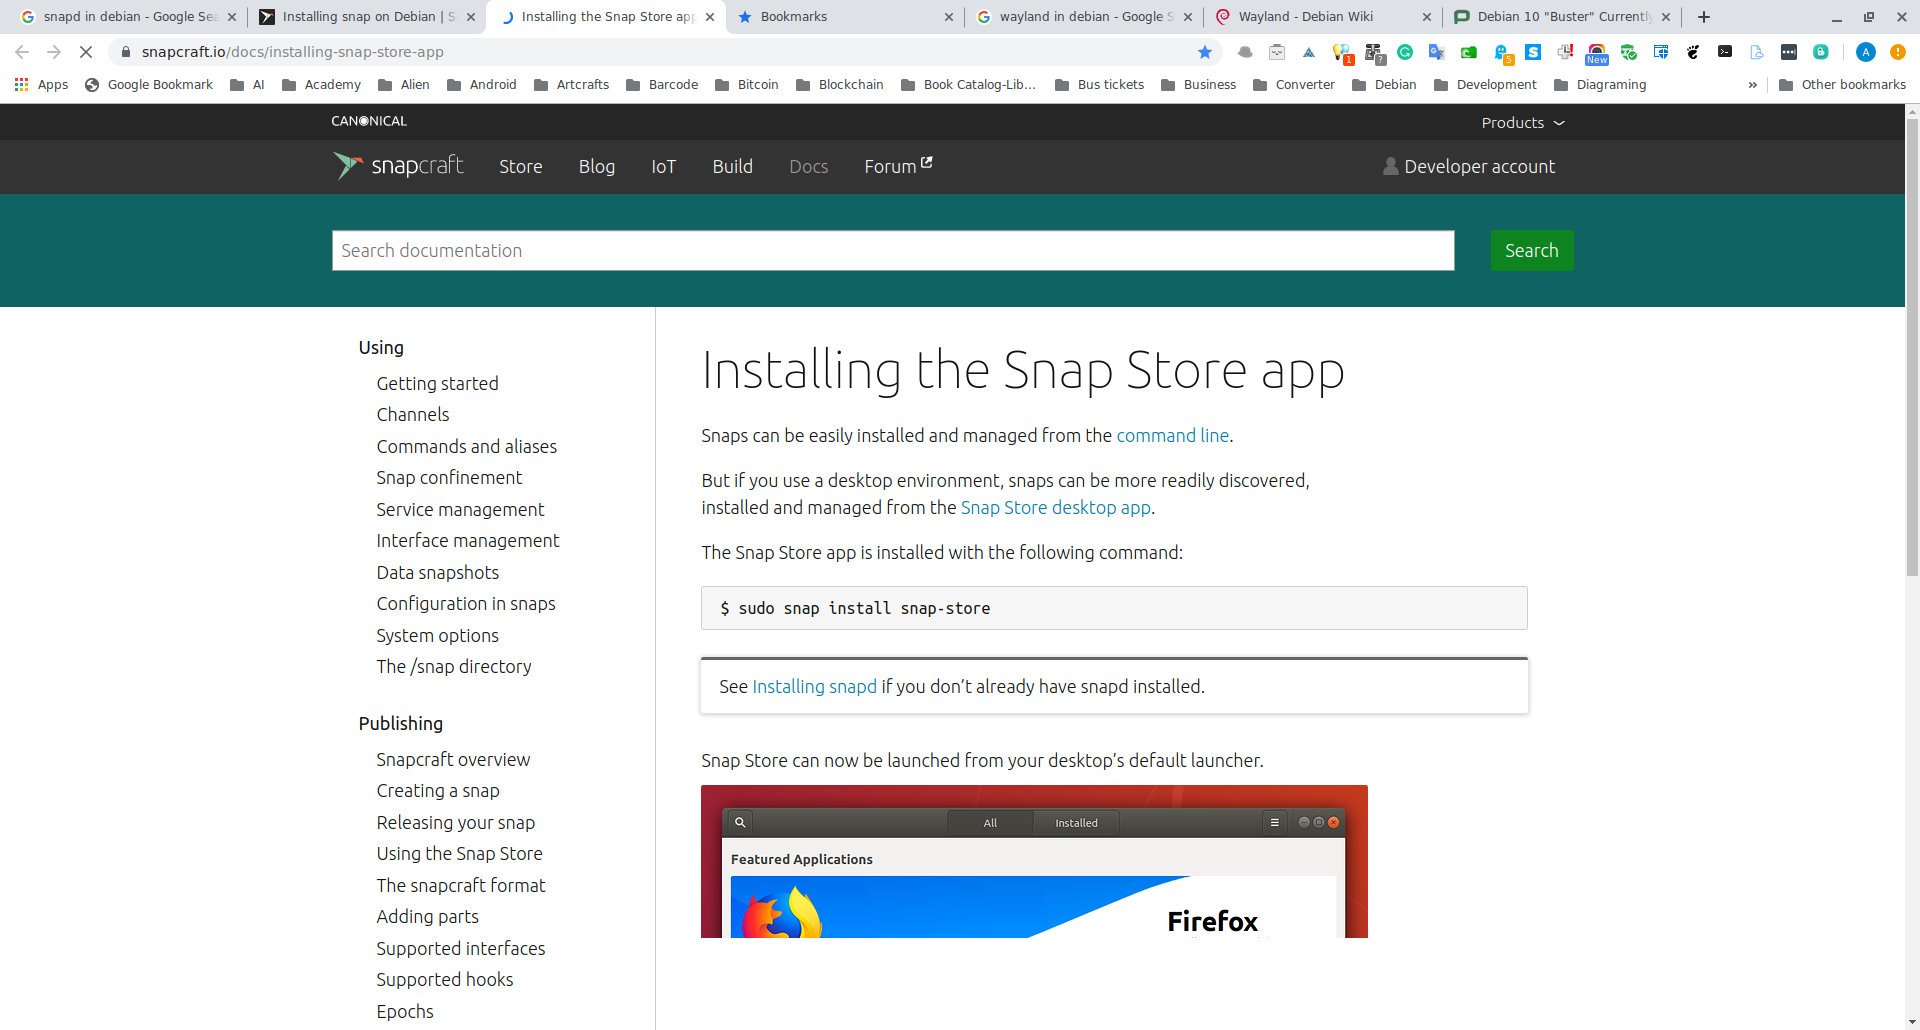 snapd in debian - Google Sea
Installing snap on Debian | S
Installing the Snap Store app
Bookmarks
wayland in debian - Google S
Wayland - Debian Wiki
Debian 10 "Buster" Currently
snapcraft.io/docs/installing-snap-store-app
1
?
5
New
A
Apps
Google Bookmark
AI
Academy
Alien
Android
Artcrafts
Barcode
Bitcoin
Blockchain
Book Catalog-Lib...
Bus tickets
Business
Converter
Debian
Development
Diagraming
»
Other bookmarks
CANONICAL
Products
snapcraft
Store
Blog
IoT
Build
Docs
Forum
Developer account
Search documentation
Search
Using
Getting started
Channels
Commands and aliases
Snap confinement
Service management
Interface management
Data snapshots
Configuration in snaps
System options
The /snap directory
Publishing
Snapcraft overview
Creating a snap
Releasing your snap
Using the Snap Store
The snapcraft format
Adding parts
Supported interfaces
Supported hooks
Epochs
Installing the Snap Store app
Snaps can be easily installed and managed from the command line.
But if you use a desktop environment, snaps can be more readily discovered,
installed and managed from the Snap Store desktop app.
The Snap Store app is installed with the following command:
$ sudo snap install snap-store
See Installing snapd if you don’t already have snapd installed.
Snap Store can now be launched from your desktop’s default launcher.
All
Installed
Featured Applications
Firefox